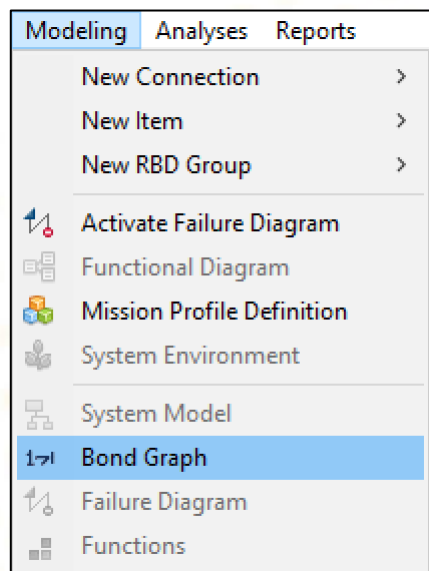 Modeling Analyses Reports
New Connection >
New Item >
New RBD Group >
Activate Failure Diagram
Functional Diagram
Mission Profile Definition
System Environment
System Model
Bond Graph
Failure Diagram
Functions